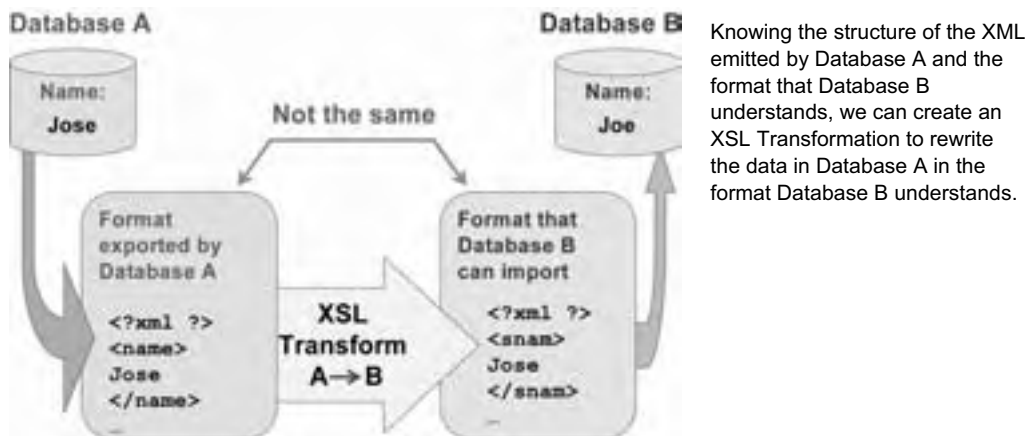 Database A
Database B
Name:
Jose
Name:
Joe
Not the same
Format
exported by
Database A
<?xml ?>
<name>
Jose
</name>
XSL
Transform
A→B
Format that
Database B
can import
<?xml ?>
<snam>
Jose
</snam>
Knowing the structure of the XML
emitted by Database A and the
format that Database B
understands, we can create an
XSL Transformation to rewrite
the data in Database A in the
format Database B understands.